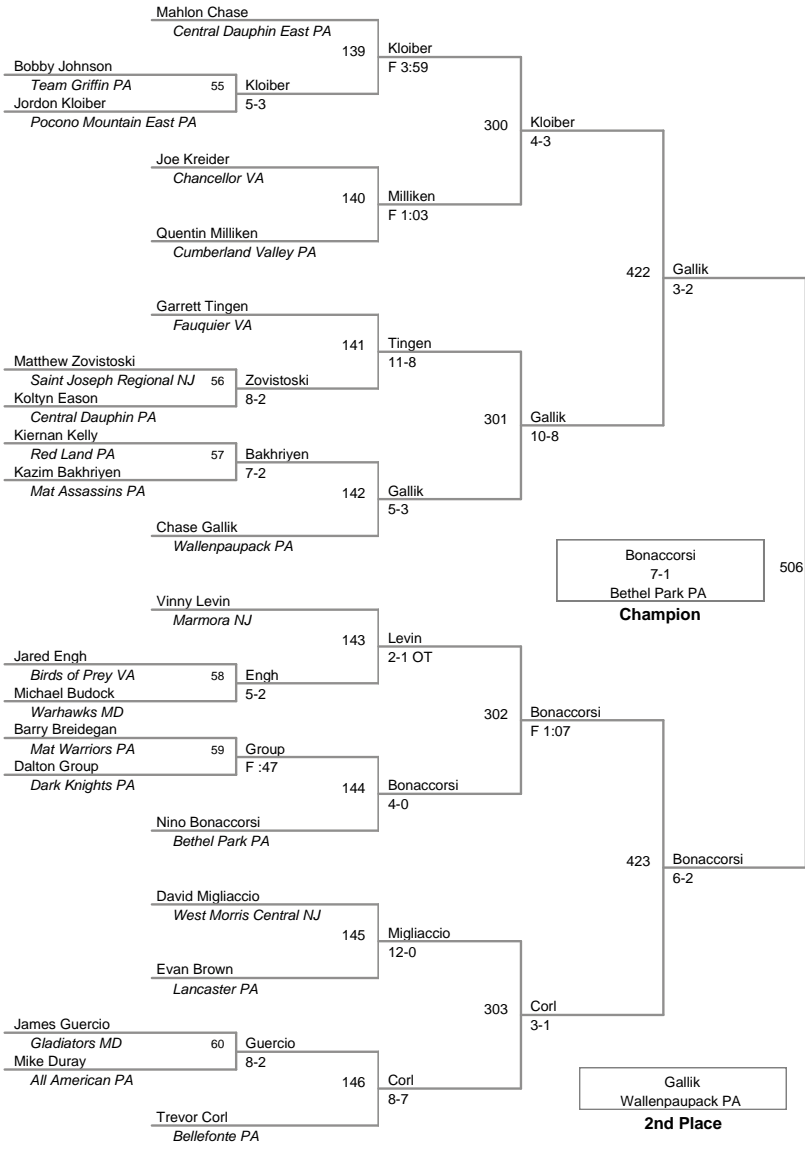 Mahlon Chase
Central Dauphin East PA
139
Kloiber
F 3:59
Bobby Johnson
Team Griffin PA
55
Kloiber
5-3
Jordon Kloiber
Pocono Mountain East PA
300
Kloiber
4-3
Joe Kreider
Chancellor VA
140
Milliken
F 1:03
Quentin Milliken
Cumberland Valley PA
422
Gallik
3-2
Garrett Tingen
Fauquier VA
141
Tingen
11-8
Matthew Zovistoski
Saint Joseph Regional NJ
56
Zovistoski
8-2
Koltyn Eason
Central Dauphin PA
301
Gallik
10-8
Kiernan Kelly
Red Land PA
57
Bakhriyen
7-2
Kazim Bakhriyen
Mat Assassins PA
142
Gallik
5-3
Chase Gallik
Wallenpaupack PA
Bonaccorsi
7-1
Bethel Park PA
506
Champion
Vinny Levin
Marmora NJ
143
Levin
2-1 OT
Jared Engh
Birds of Prey VA
58
Engh
5-2
Michael Budock
Warhawks MD
302
Bonaccorsi
F 1:07
Barry Breidegan
Mat Warriors PA
59
Group
F :47
Dalton Group
Dark Knights PA
144
Bonaccorsi
4-0
Nino Bonaccorsi
Bethel Park PA
423
Bonaccorsi
6-2
David Migliaccio
West Morris Central NJ
145
Migliaccio
12-0
Evan Brown
Lancaster PA
303
Corl
3-1
James Guercio
Gladiators MD
60
Guercio
8-2
Mike Duray
All American PA
146
Corl
8-7
Trevor Corl
Bellefonte PA
Gallik
Wallenpaupack PA
2nd Place